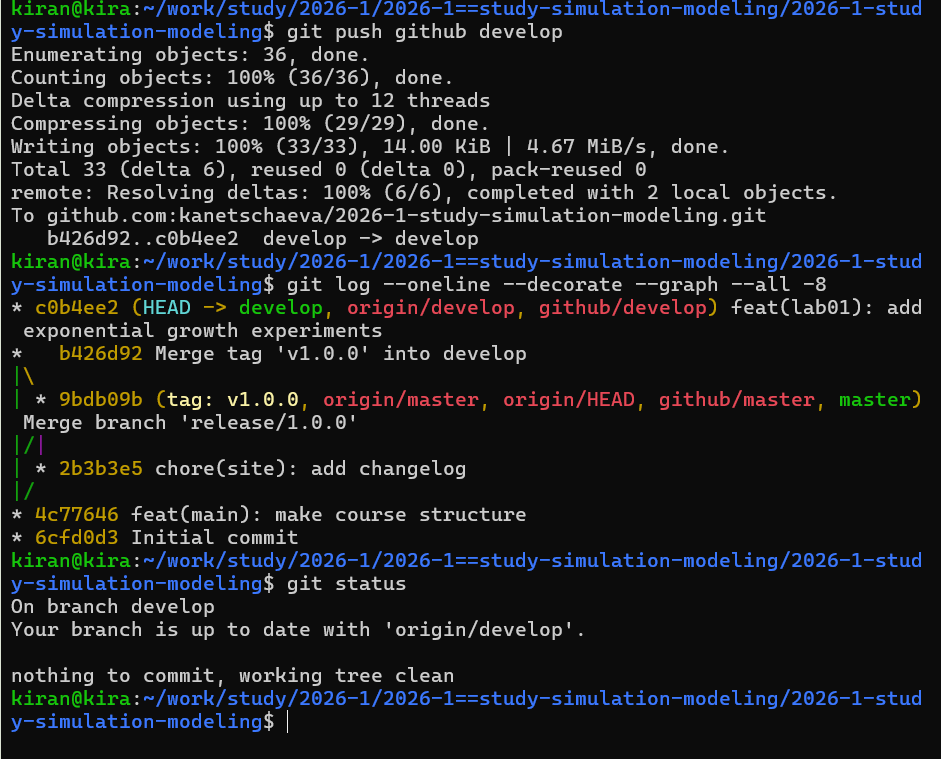 kiran@kira:~/work/study/2026-1/2026-1==study-simulation-modeling/2026-1-stud
y-simulation-modeling$ git push github develop
Enumerating objects: 36, done.
Counting objects: 100% (36/36), done.
Delta compression using up to 12 threads
Compressing objects: 100% (29/29), done.
Writing objects: 100% (33/33), 14.00 KiB | 4.67 MiB/s, done.
Total 33 (delta 6), reused 0 (delta 0), pack-reused 0
remote: Resolving deltas: 100% (6/6), completed with 2 local objects.
To github.com:kanetschaeva/2026-1-study-simulation-modeling.git
   b426d92..c0b4ee2  develop -> develop
kiran@kira:~/work/study/2026-1/2026-1==study-simulation-modeling/2026-1-stud
y-simulation-modeling$ git log --oneline --decorate --graph --all -8
* c0b4ee2 (HEAD -> develop, origin/develop, github/develop) feat(lab01): add
 exponential growth experiments
*   b426d92 Merge tag 'v1.0.0' into develop
|\
| * 9bdb09b (tag: v1.0.0, origin/master, origin/HEAD, github/master, master)
 Merge branch 'release/1.0.0'
|/|
| * 2b3b3e5 chore(site): add changelog
|/
* 4c77646 feat(main): make course structure
* 6cfd0d3 Initial commit
kiran@kira:~/work/study/2026-1/2026-1==study-simulation-modeling/2026-1-stud
y-simulation-modeling$ git status
On branch develop
Your branch is up to date with 'origin/develop'.

nothing to commit, working tree clean
kiran@kira:~/work/study/2026-1/2026-1==study-simulation-modeling/2026-1-stud
y-simulation-modeling$